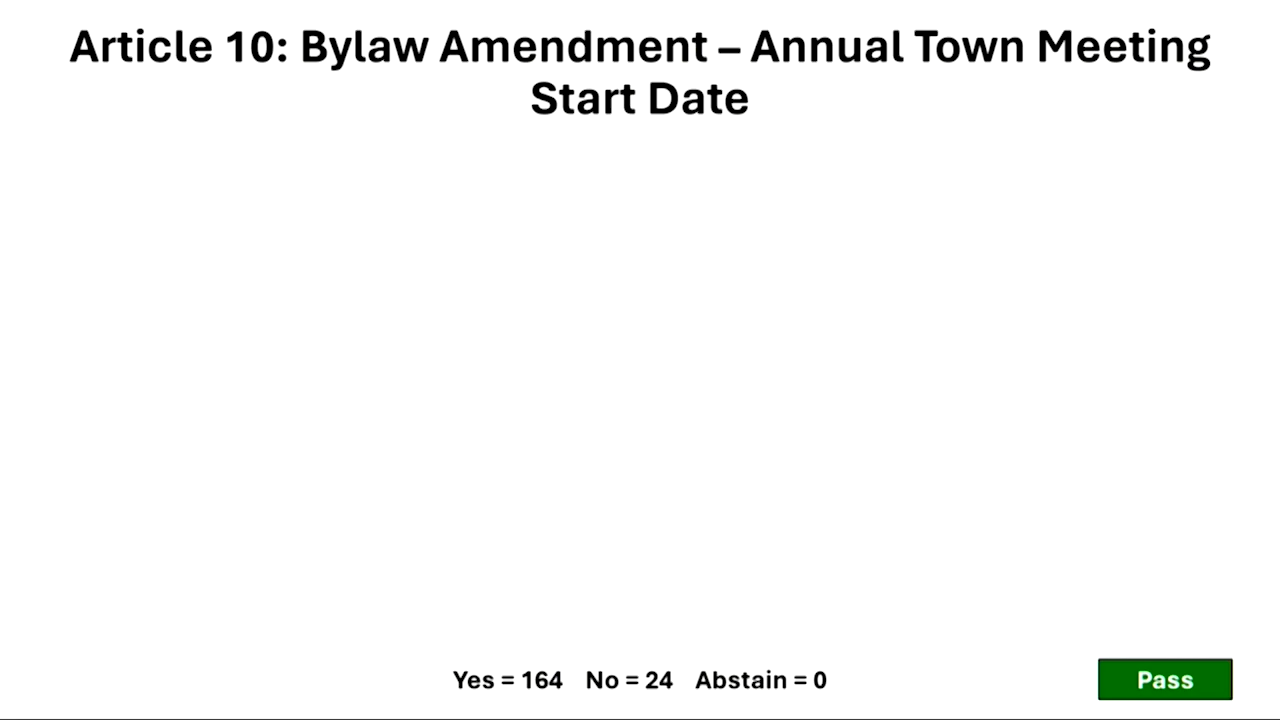 Article 10: Bylaw Amendment – Annual Town Meeting
Start Date
Yes = 164 No = 24 Abstain = 0
Pass